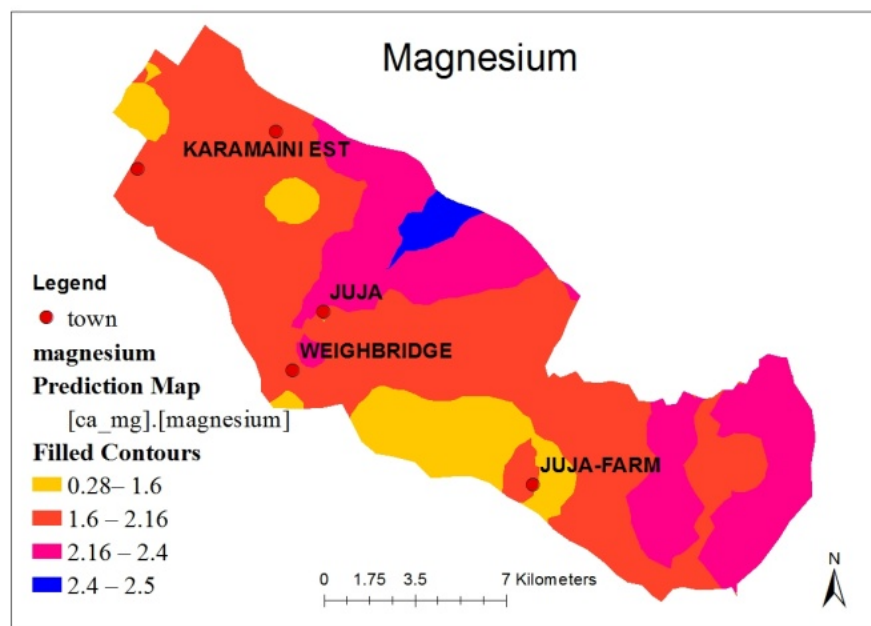 Magnesium
KARAMAINI EST
JUJA
WEIGHBRIDGE
JUJA-FARM
Legend
town
magnesium
Prediction Map
[ca_mg].[magnesium]
Filled Contours
0.28– 1.6
1.6 – 2.16
2.16 – 2.4
2.4 – 2.5
0 1.75 3.5 7 Kilometers
N